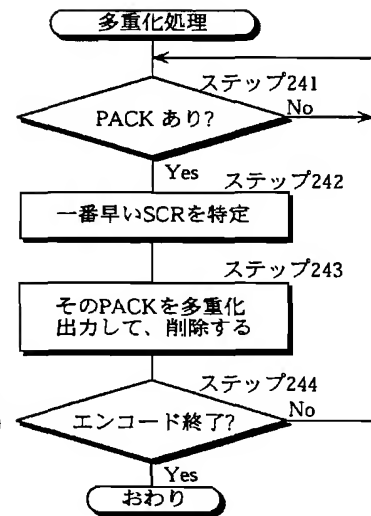 多重化処理
ステップ241
PACK あり?
No
Yes
ステップ242
一番早いSCRを特定
ステップ243
そのPACKを多重化
出力して、削除する
ステップ244
エンコード終了?
No
Yes
おわり